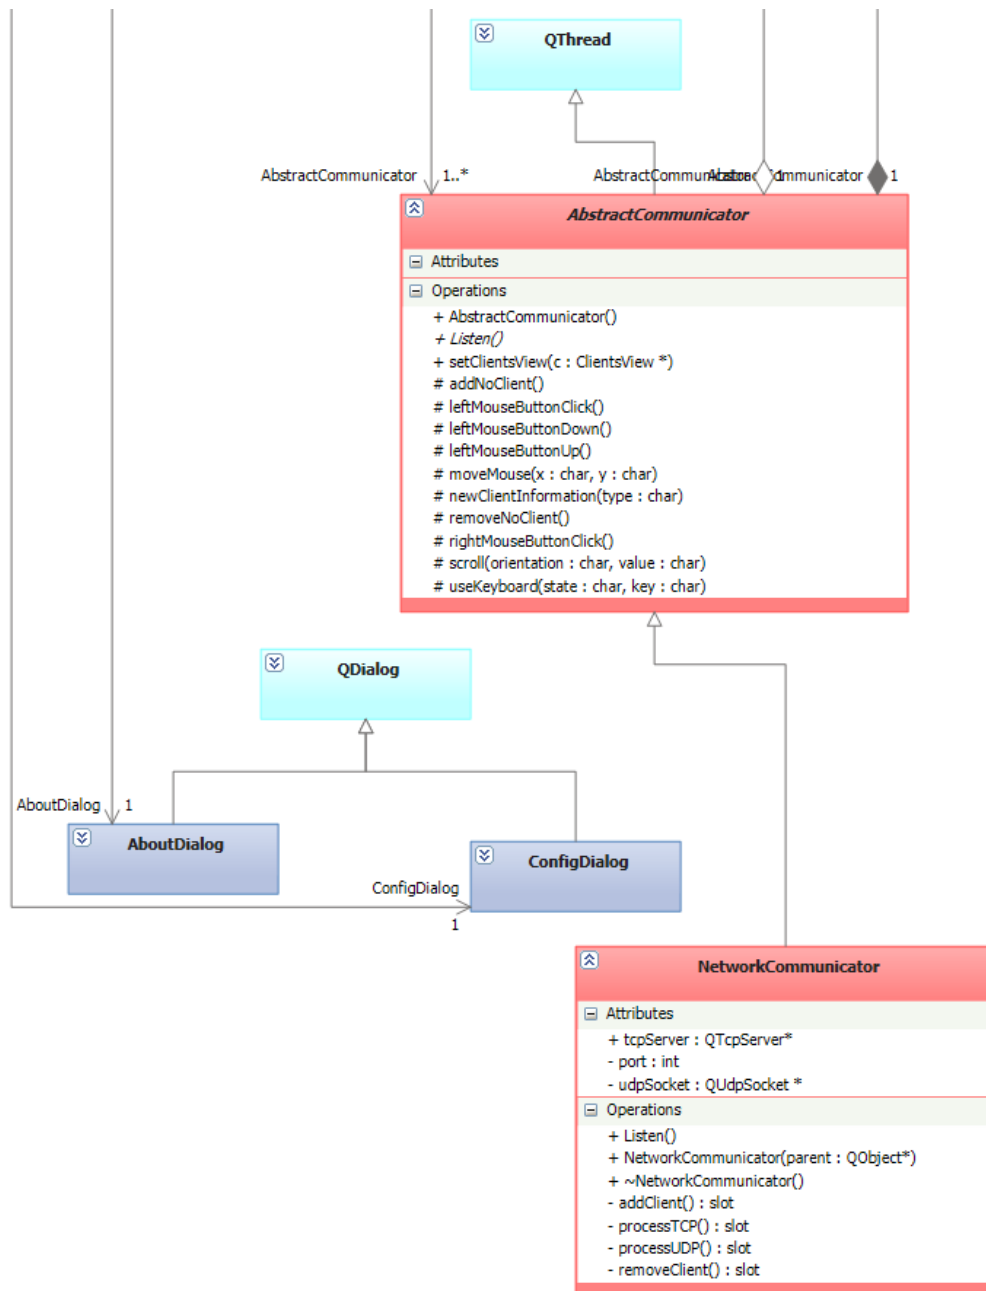 QThread
AbstractCommunicator 1..*
AbstractCommunicator 1
AbstractCommunicator 1
AbstractCommunicator
Attributes
Operations
+ AbstractCommunicator()
+ Listen()
+ setClientsView(c : ClientsView *)
# addNoClient()
# leftMouseButtonClick()
# leftMouseButtonDown()
# leftMouseButtonUp()
# moveMouse(x : char, y : char)
# newClientInformation(type : char)
# removeNoClient()
# rightMouseButtonClick()
# scroll(orientation : char, value : char)
# useKeyboard(state : char, key : char)
QDialog
AboutDialog 1
AboutDialog
ConfigDialog
ConfigDialog
1
NetworkCommunicator
Attributes
+ tcpServer : QTcpServer*
- port : int
- udpSocket : QUdpSocket *
Operations
+ Listen()
+ NetworkCommunicator(parent : QObject*)
+ ~NetworkCommunicator()
- addClient() : slot
- processTCP() : slot
- processUDP() : slot
- removeClient() : slot